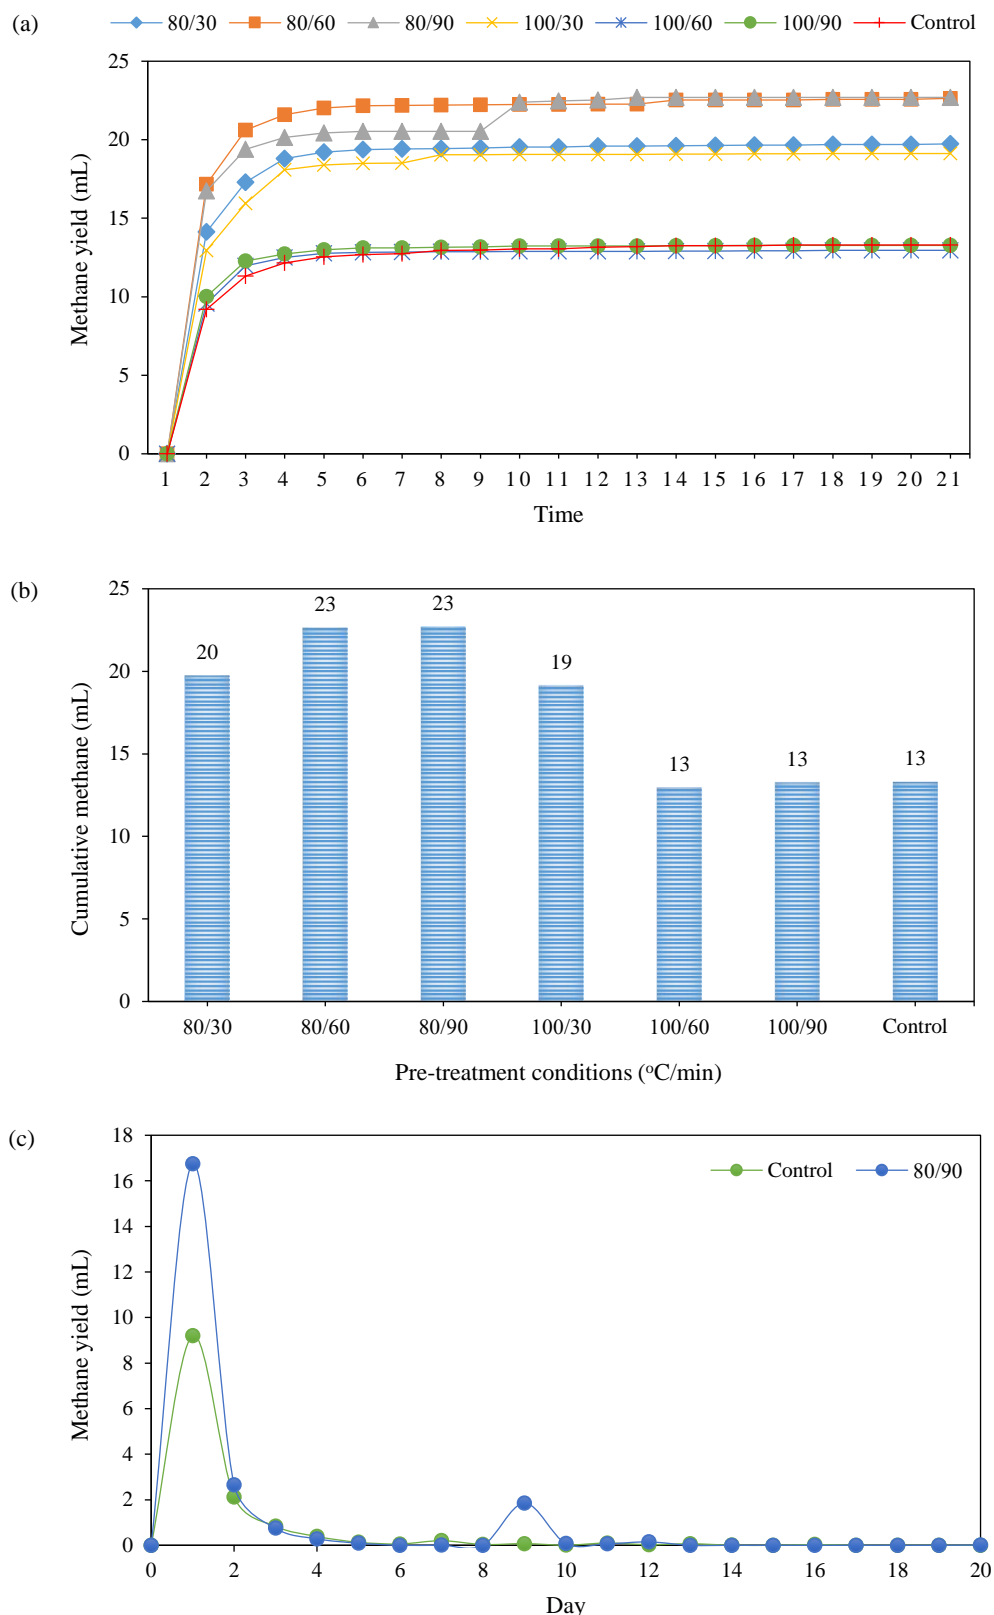 (a)
80/30 80/60 80/90 100/30 100/60 100/90 Control
25
20
15
10
5
0
Methane yield (mL)
1 2 3 4 5 6 7 8 9 10 11 12 13 14 15 16 17 18 19 20 21
Time
(b)
25
20
15
10
5
0
Cumulative methane (mL)
20 23 23 19 13 13 13
80/30 80/60 80/90 100/30 100/60 100/90 Control
Pre-treatment conditions (°C/min)
(c)
18
16
14
12
10
8
6
4
2
0
Methane yield (mL)
Control 80/90
0 2 4 6 8 10 12 14 16 18 20
Day